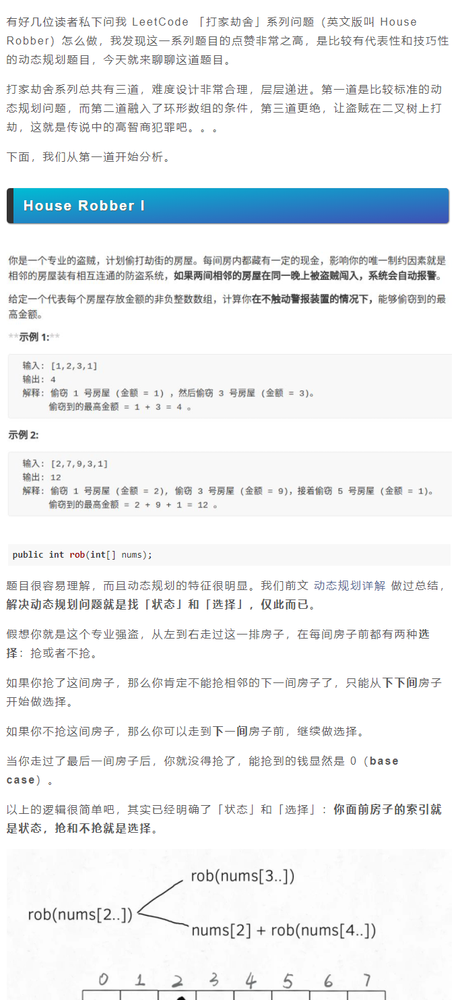 有好几位读者私下问我 LeetCode 「打家劫舍」系列问题（英文版叫 House
Robber）怎么做，我发现这一系列题目的点赞非常之高，是比较有代表性和技巧性
的动态规划题目，今天就来聊聊这道题目。
打家劫舍系列总共有三道，难度设计非常合理，层层递进。第一道是比较标准的动
态规划问题，而第二道融入了环形数组的条件，第三道更绝，让盗贼在二叉树上打
劫，这就是传说中的高智商犯罪吧。。。
下面，我们从第一道开始分析。
House Robber I
你是一个专业的盗贼，计划偷打劫街的房屋。每间房内都藏有一定的现金，影响你的唯一制约因素就是
相邻的房屋装有相互连通的防盗系统，如果两间相邻的房屋在同一晚上被盗贼闯入，系统会自动报警。
给定一个代表每个房屋存放金额的非负整数数组，计算你在不触动警报装置的情况下，能够偷窃到的最
高金额。
**示例 1:**
输入: [1,2,3,1]
输出: 4
解释: 偷窃 1 号房屋 (金额 = 1) ，然后偷窃 3 号房屋 (金额 = 3)。
偷窃到的最高金额 = 1 + 3 = 4 。
示例 2:
输入: [2,7,9,3,1]
输出: 12
解释: 偷窃 1 号房屋 (金额 = 2), 偷窃 3 号房屋 (金额 = 9)，接着偷窃 5 号房屋 (金额 = 1)。
偷窃到的最高金额 = 2 + 9 + 1 = 12 。
public int rob(int[] nums);
题目很容易理解，而且动态规划的特征很明显。我们前文 动态规划详解 做过总结，
解决动态规划问题就是找「状态」和「选择」，仅此而已。
假想你就是这个专业强盗，从左到右走过这一排房子，在每间房子前都有两种选
择：抢或者不抢。
如果你抢了这间房子，那么你肯定不能抢相邻的下一间房子了，只能从下下间房子
开始做选择。
如果你不抢这间房子，那么你可以走到下一间房子前，继续做选择。
当你走过了最后一间房子后，你就没得抢了，能抢到的钱显然是 0（base
case）。
以上的逻辑很简单吧，其实已经明确了「状态」和「选择」：你面前房子的索引就
是状态，抢和不抢就是选择。
rob(nums[3..])
rob(nums[2..])
nums[2] + rob(nums[4..])
0 1 2 3 4 5 6 7